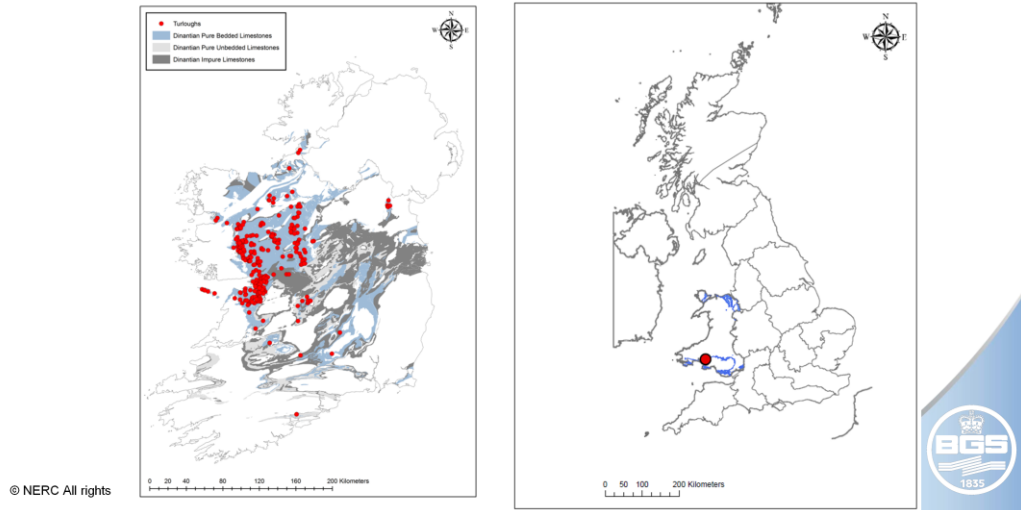 Turloughs
Dinantian Pure Bedded Limestones
Dinantian Pure Unbedded Limestones
Dinantian Impure Limestones
N
W E
S
0 20 40 80 120 160 200 Kilometers
N
W E
S
0 50 100 200 Kilometers
© NERC All rights
BGS
1835